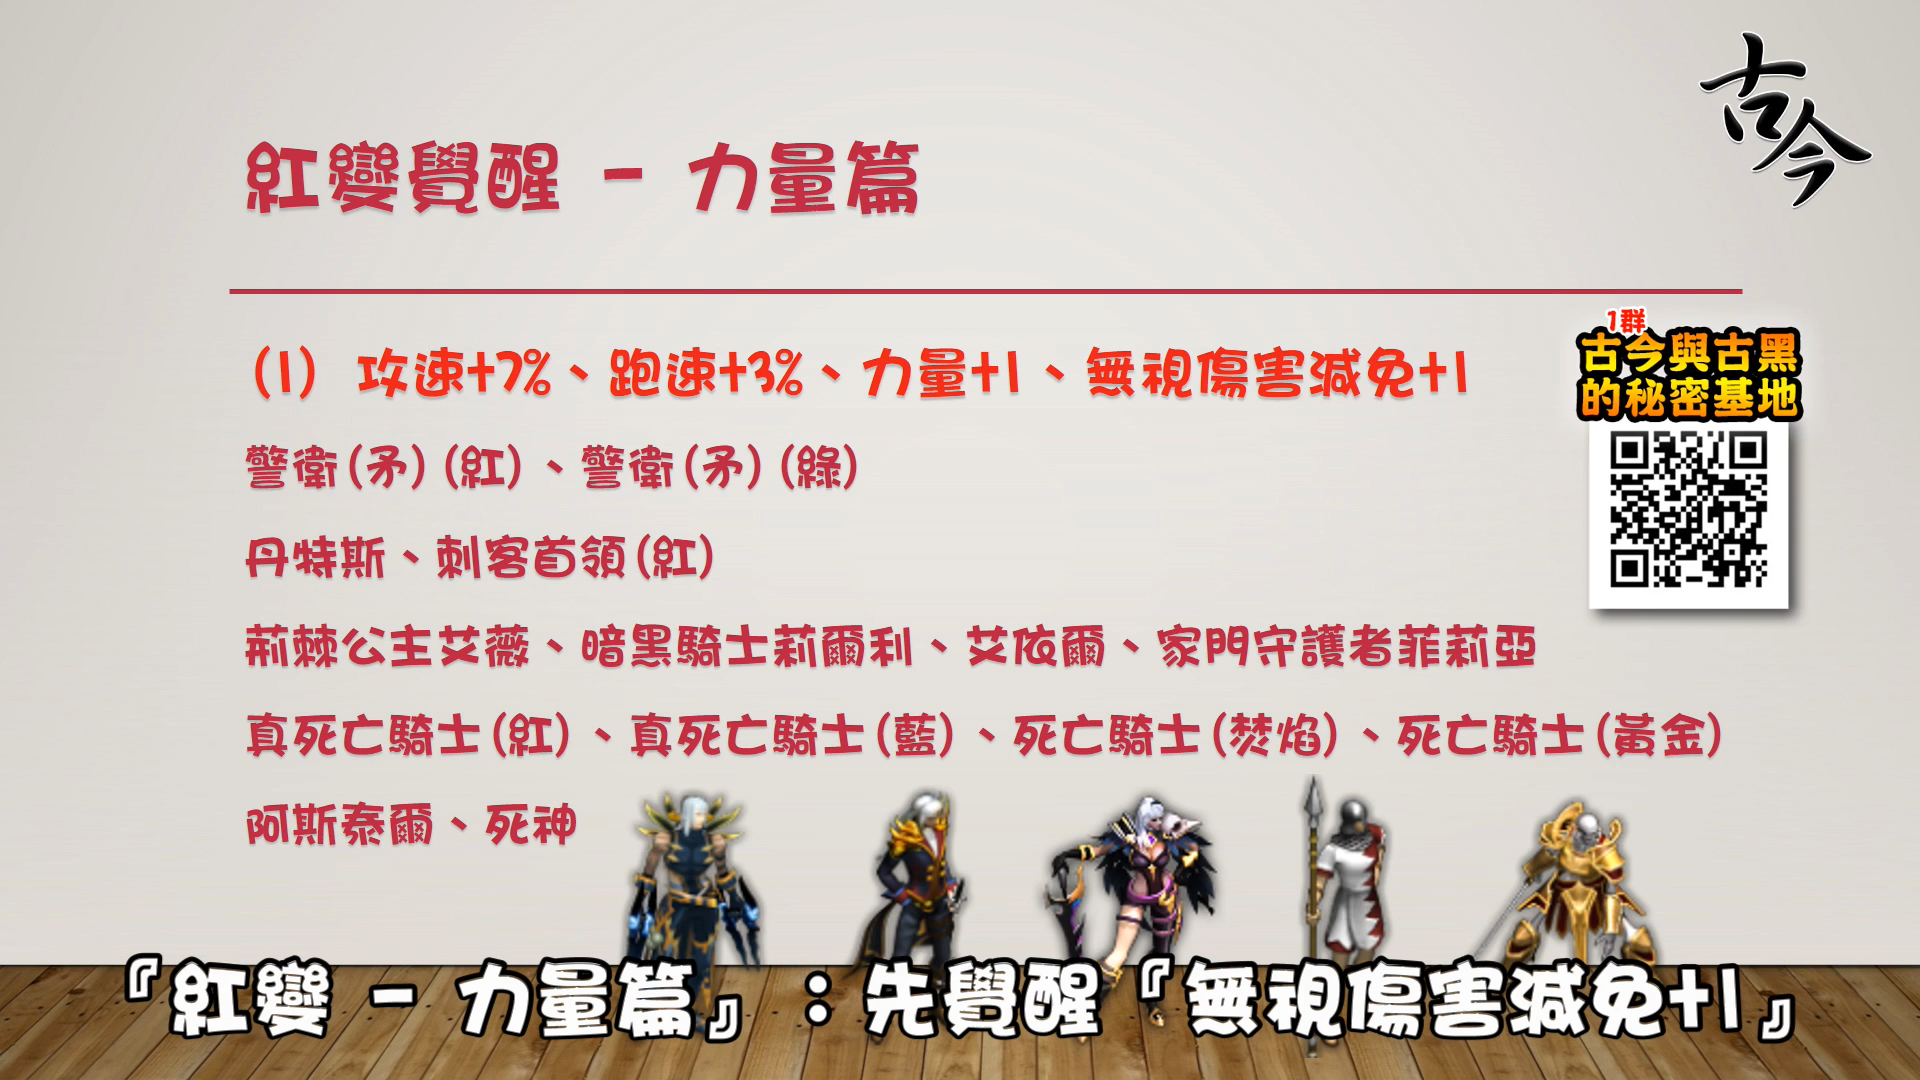 古今
紅變覺醒 - 力量篇
(1) 攻速+7%、跑速+3%、力量+1、無視傷害減免+1
1群
古今與古黑
的秘密基地
警衛(矛)(紅)、警衛(矛)(綠)
丹特斯、刺客首領(紅)
荊棘公主艾薇、暗黑騎士莉爾利、艾依爾、家門守護者菲莉亞
真死亡騎士(紅)、真死亡騎士(藍)、死亡騎士(焚焰)、死亡騎士(黃金)
阿斯泰爾、死神
『紅變 - 力量篇』：先覺醒『無視傷害減免+1』